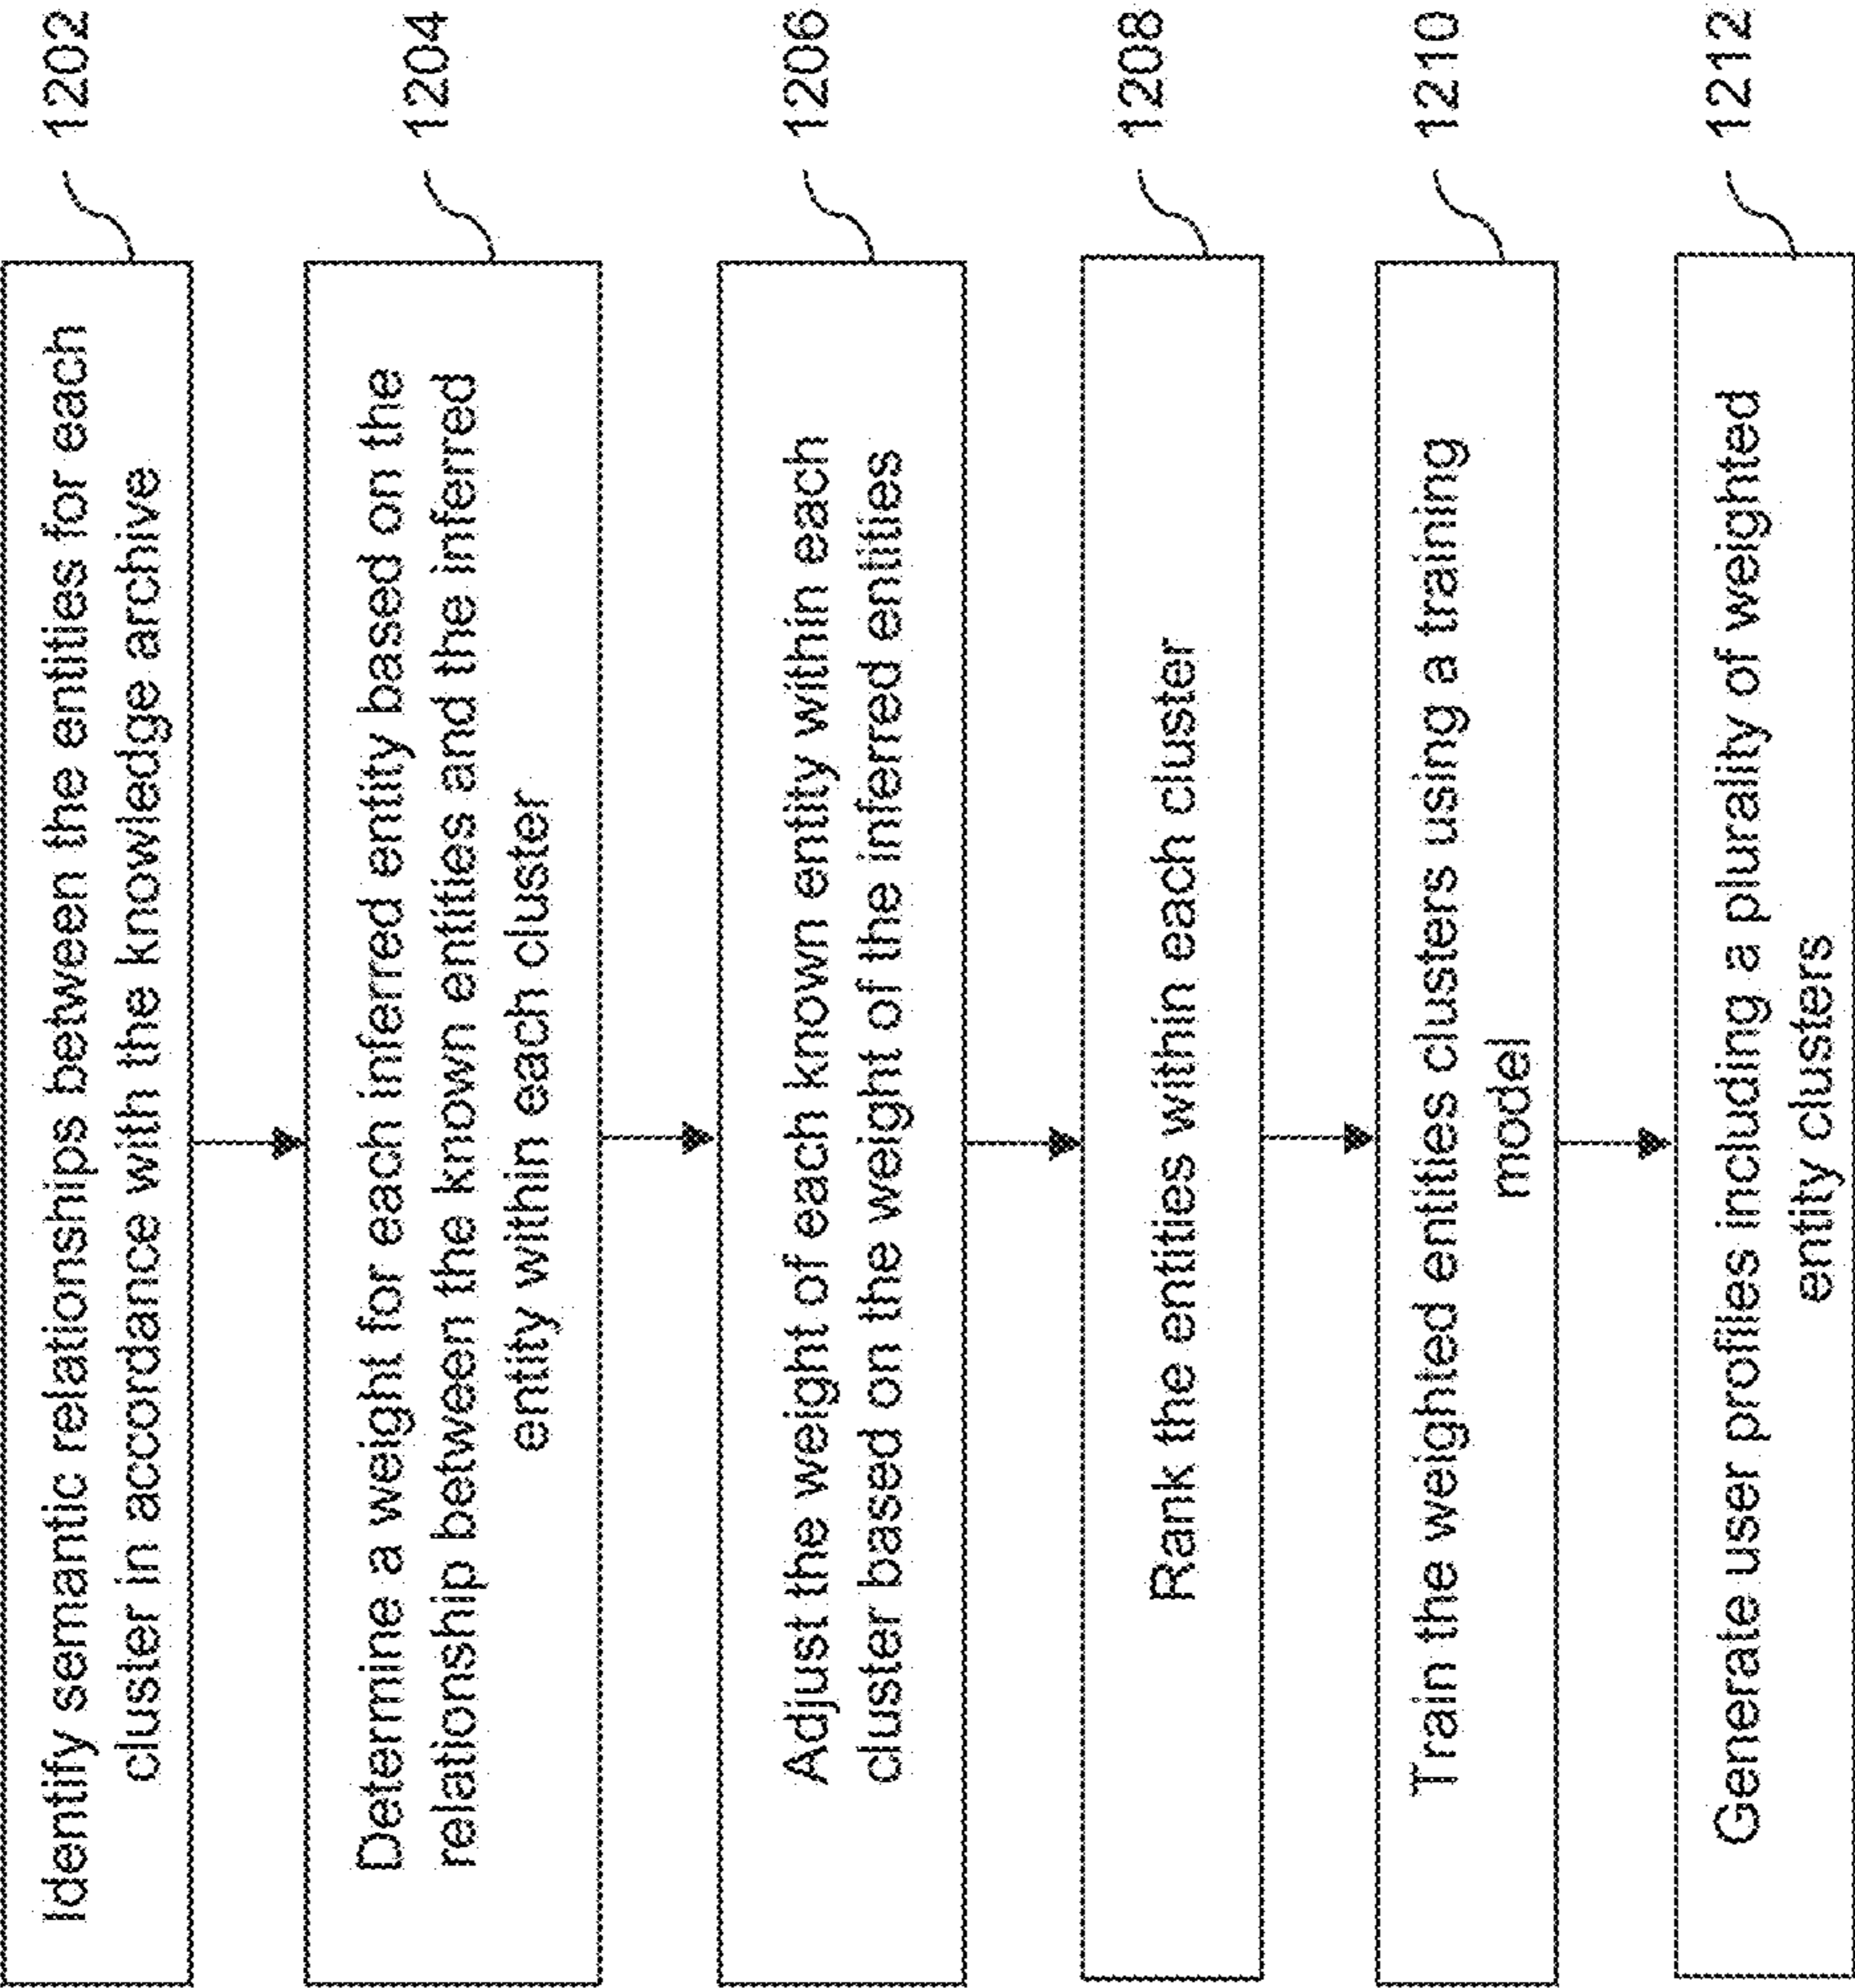 Identify semantic relationships between the entities for each
cluster in accordance with the knowledge archive
1202
Determine a weight for each inferred entity based on the
relationship between the known entities and the inferred
entity within each cluster
1204
Adjust the weight of each known entity within each
cluster based on the weight of the inferred entities
1206
Rank the entities within each cluster
1208
Train the weighted entities clusters using a training
model
1210
Generate user profiles including a plurality of weighted
entity clusters
1212